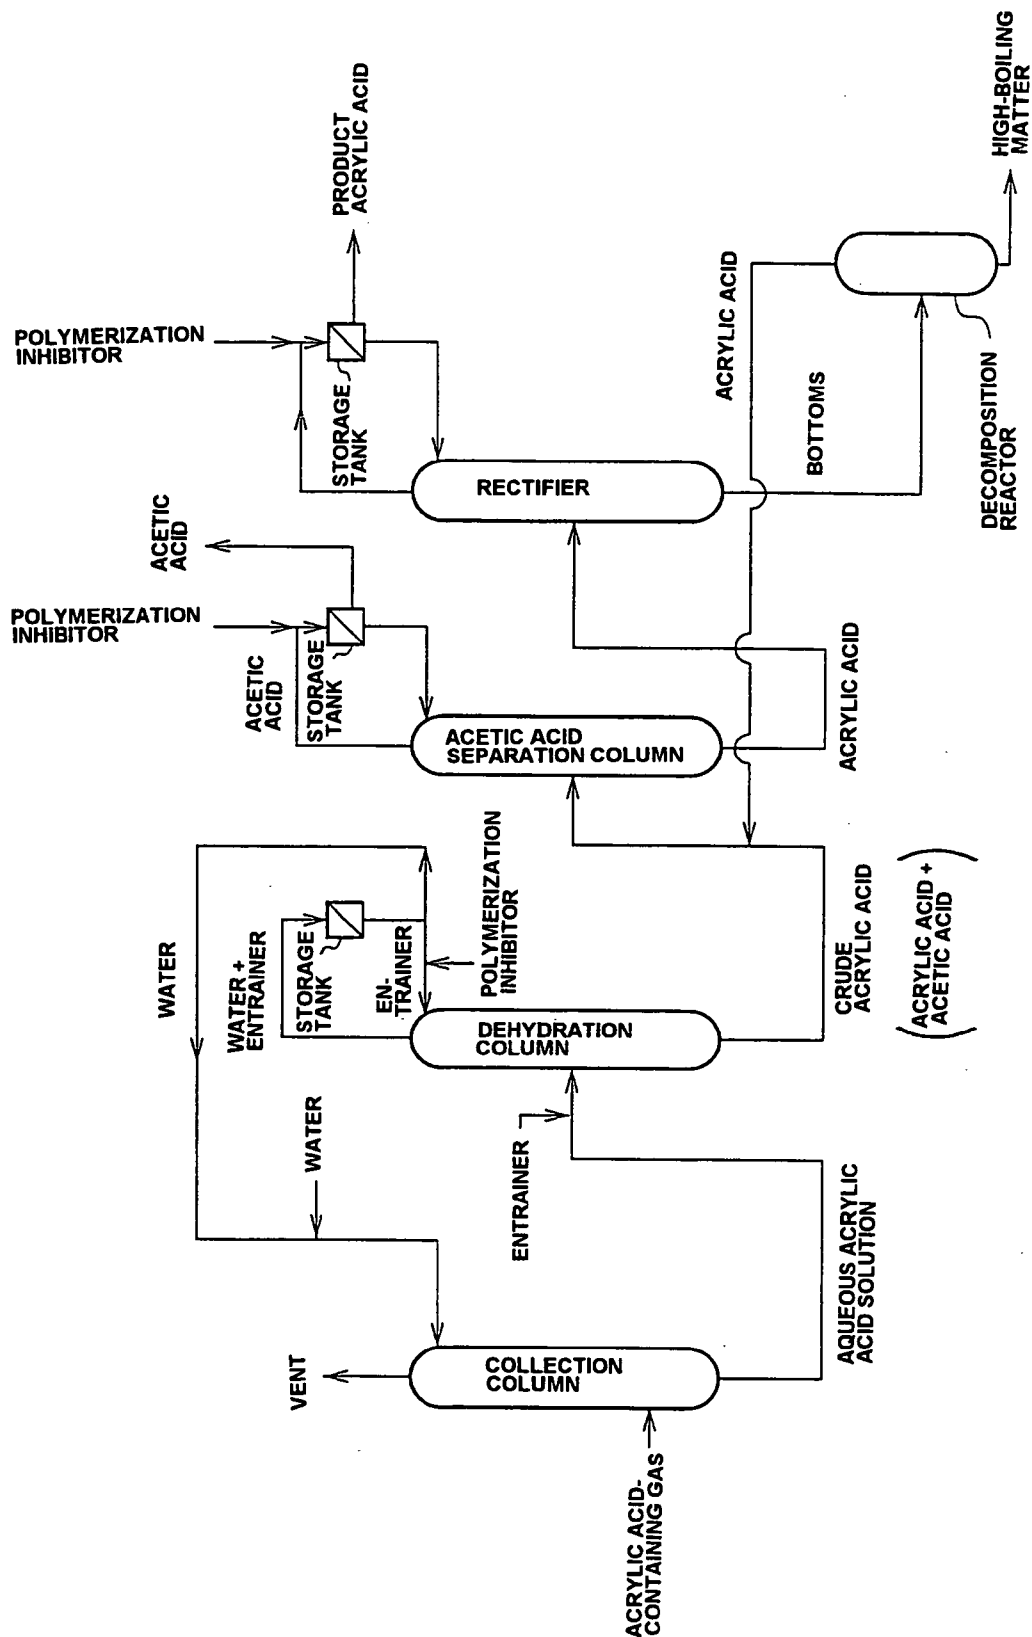 ACRYLIC ACID-
CONTAINING GAS
VENT
COLLECTION
COLUMN
AQUEOUS ACRYLIC
ACID SOLUTION
WATER
WATER
ENTRAINER
WATER +
ENTRAINER
STORAGE
TANK
EN-
TRAINER
POLYMERIZATION
INHIBITOR
DEHYDRATION
COLUMN
CRUDE
ACRYLIC ACID
(ACRYLIC ACID +
ACETIC ACID)
POLYMERIZATION
INHIBITOR
ACETIC
ACID
ACETIC
ACID
STORAGE
TANK
ACETIC ACID
SEPARATION COLUMN
ACRYLIC ACID
POLYMERIZATION
INHIBITOR
STORAGE
TANK
PRODUCT
ACRYLIC ACID
RECTIFIER
BOTTOMS
ACRYLIC ACID
DECOMPOSITION
REACTOR
HIGH-BOILING
MATTER